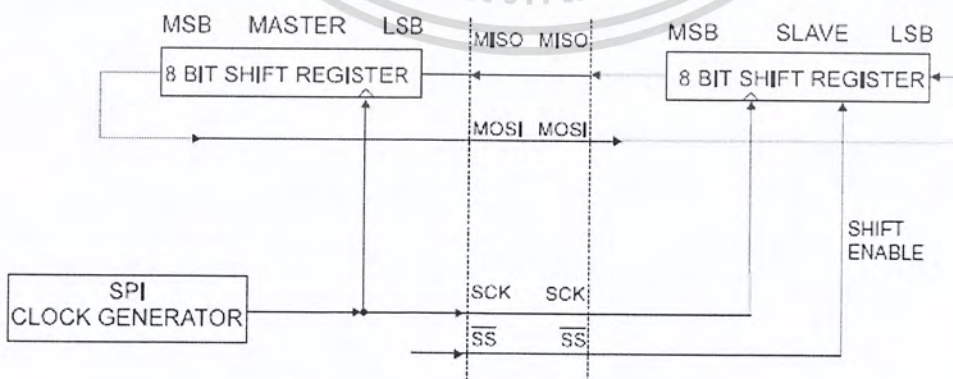 MSB MASTER LSB
MISO MISO
MSB SLAVE LSB
8 BIT SHIFT REGISTER
8 BIT SHIFT REGISTER
MOSI MOSI
SHIFT
ENABLE
SPI
CLOCK GENERATOR
SCK SCK
SS SS